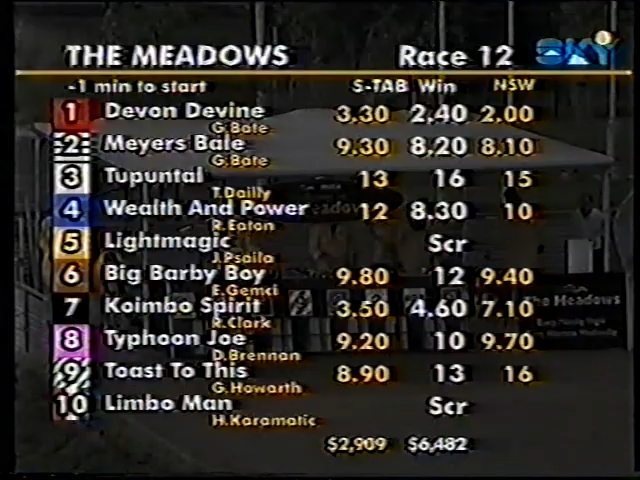 THE MEADOWS Race 12 SKY 1
-1 min to start S-TAB Win NSW
1 Devon Devine 3.30 2.40 2.00
G.Bate
2 Meyers Bale 9.30 8.20 8.10
G.Bate
3 Tupuntal 13 16 15
T.Dailly
4 Wealth And Power 12 8.30 10
R.Eaton
5 Lightmagic Scr
J.Psaila
6 Big Barby Boy 9.80 12 9.40
E.Gemci
7 Koimbo Spirit 3.50 4.60 7.10
R.Clark
8 Typhoon Joe 9.20 10 9.70
D.Brennan
9 Toast To This 8.90 13 16
G.Howarth
10 Limbo Man Scr
H.Karamatic
$2,909 $6,482
The Meadows